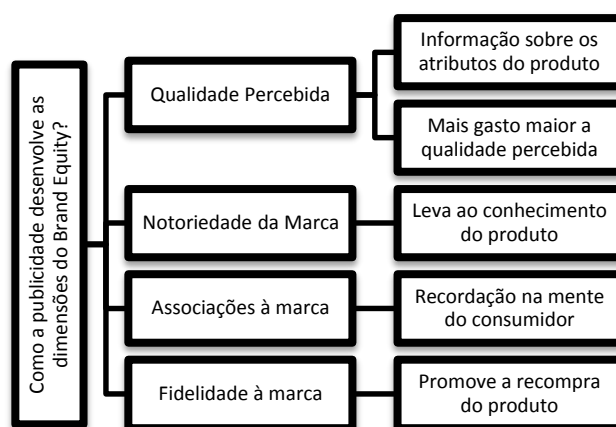 Como a publicidade desenvolve as
dimensões do Brand Equity?
Qualidade Percebida
Informação sobre os
atributos do produto
Mais gasto maior a
qualidade percebida
Notoriedade da Marca
Leva ao conhecimento
do produto
Associações à marca
Recordação na mente
do consumidor
Fidelidade à marca
Promove a recompra
do produto